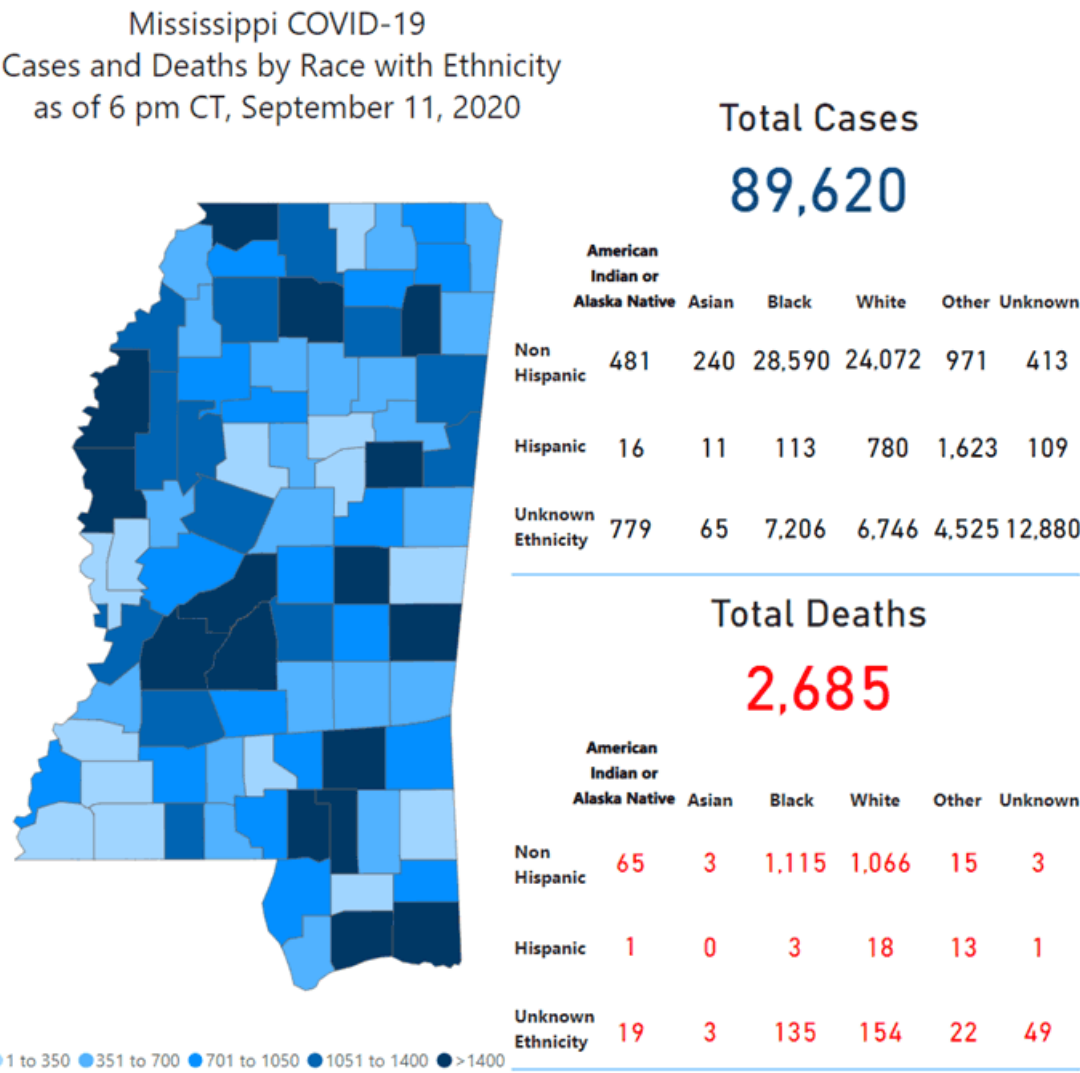 Mississippi COVID-19
Cases and Deaths by Race with Ethnicity
as of 6 pm CT, September 11, 2020
Total Cases
89,620
American
Indian or
Alaska Native Asian Black White Other Unknown
Non
Hispanic 481 240 28,590 24,072 971 413
Hispanic 16 11 113 780 1,623 109
Unknown
Ethnicity 779 65 7,206 6,746 4,525 12,880
Total Deaths
2,685
American
Indian or
Alaska Native Asian Black White Other Unknown
Non
Hispanic 65 3 1,115 1,066 15 3
Hispanic 1 0 3 18 13 1
Unknown
Ethnicity 19 3 135 154 22 49
1 to 350 351 to 700 701 to 1050 1051 to 1400 >1400